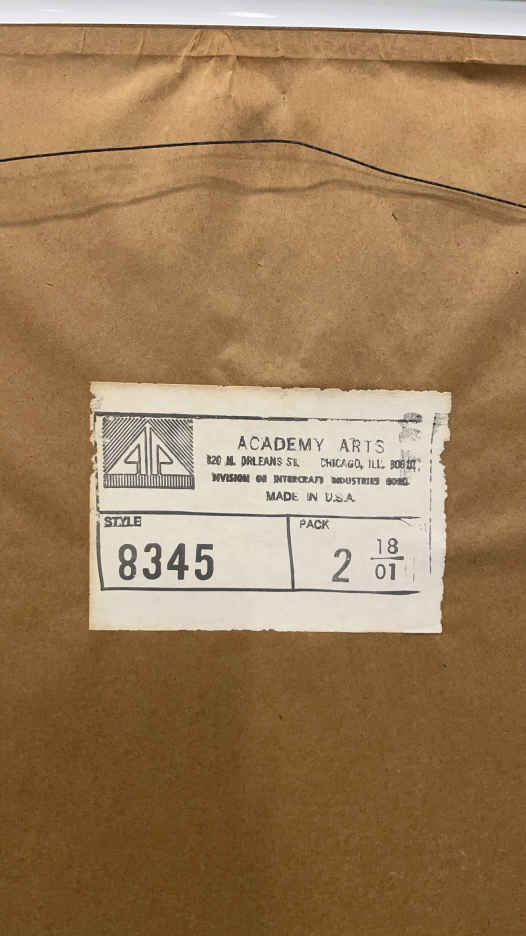 ACADEMY ARTS
820 N. ORLEANS ST. CHICAGO, ILL. 60610
DIVISION OF INTERCRAFT INDUSTRIES CORP.
MADE IN U.S.A.
STYLE
8345
PACK
2 18
01